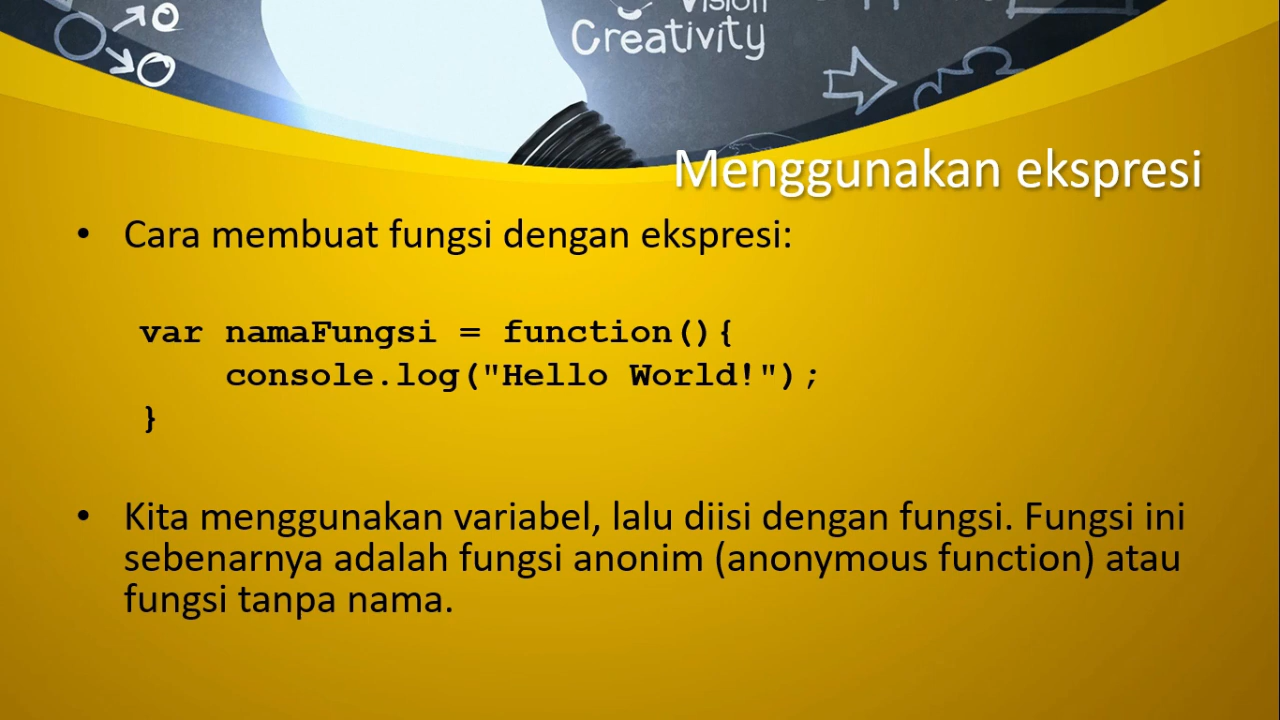 Vision
Creativity
Menggunakan ekspresi
• Cara membuat fungsi dengan ekspresi:
var namaFungsi = function(){
    console.log("Hello World!");
}
• Kita menggunakan variabel, lalu diisi dengan fungsi. Fungsi ini
sebenarnya adalah fungsi anonim (anonymous function) atau
fungsi tanpa nama.